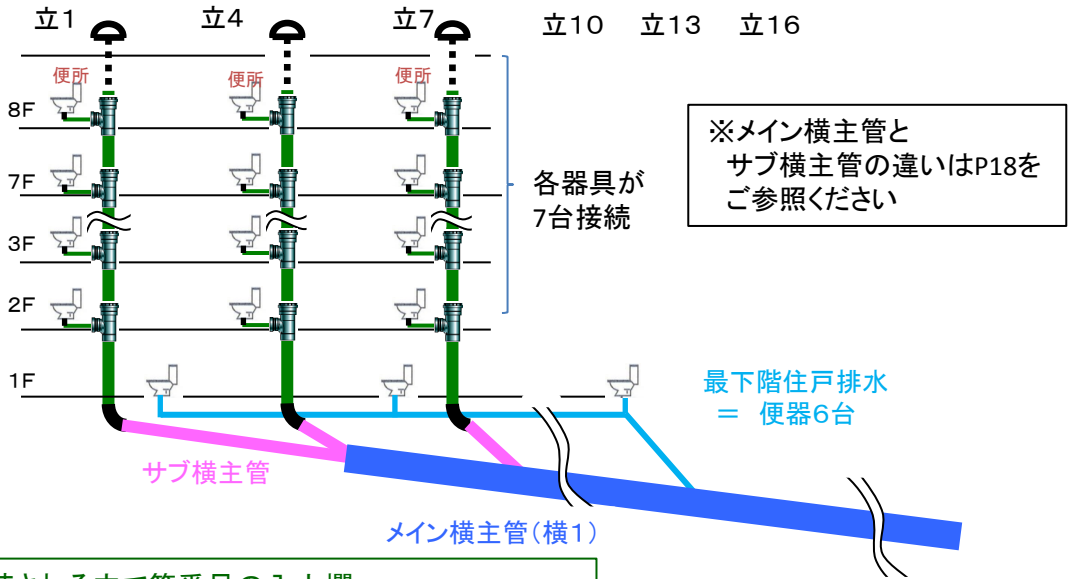 立1
立4
立7
立10
立13
立16
便所
便所
便所
8F
7F
3F
2F
1F
各器具が
7台接続
※メイン横主管と
サブ横主管の違いはP18を
ご参照ください
最下階住戸排水
＝ 便器6台
サブ横主管
メイン横主管(横1)